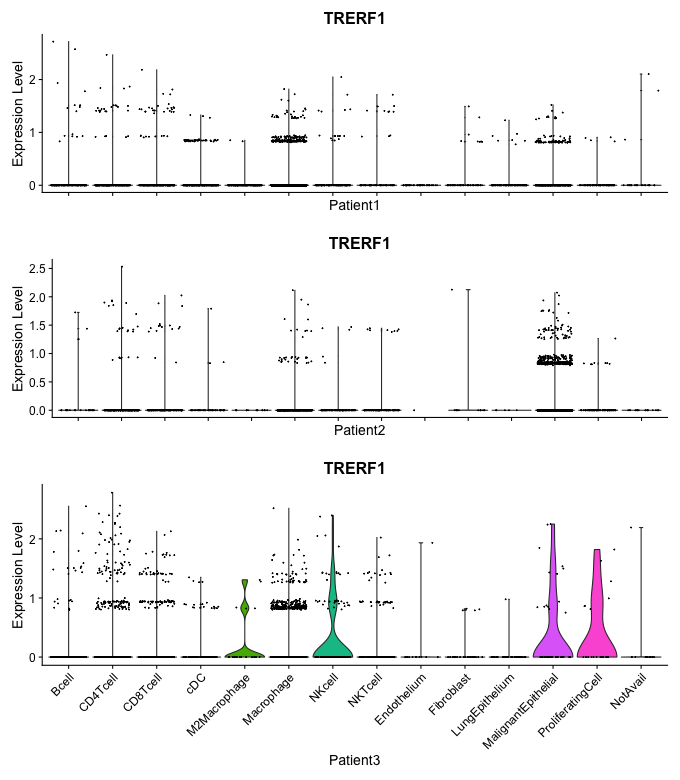 TRERF1
Expression Level
2
1
0
Patient1
TRERF1
Expression Level
2.5
2.0
1.5
1.0
0.5
0.0
Patient2
TRERF1
Expression Level
2
1
0
Bcell
CD4Tcell
CD8Tcell
cDC
M2Macrophage
Macrophage
NKcell
NKTcell
Endothelium
Fibroblast
LungEpithelium
MalignantEpithelial
ProliferatingCell
NotAvail
Patient3